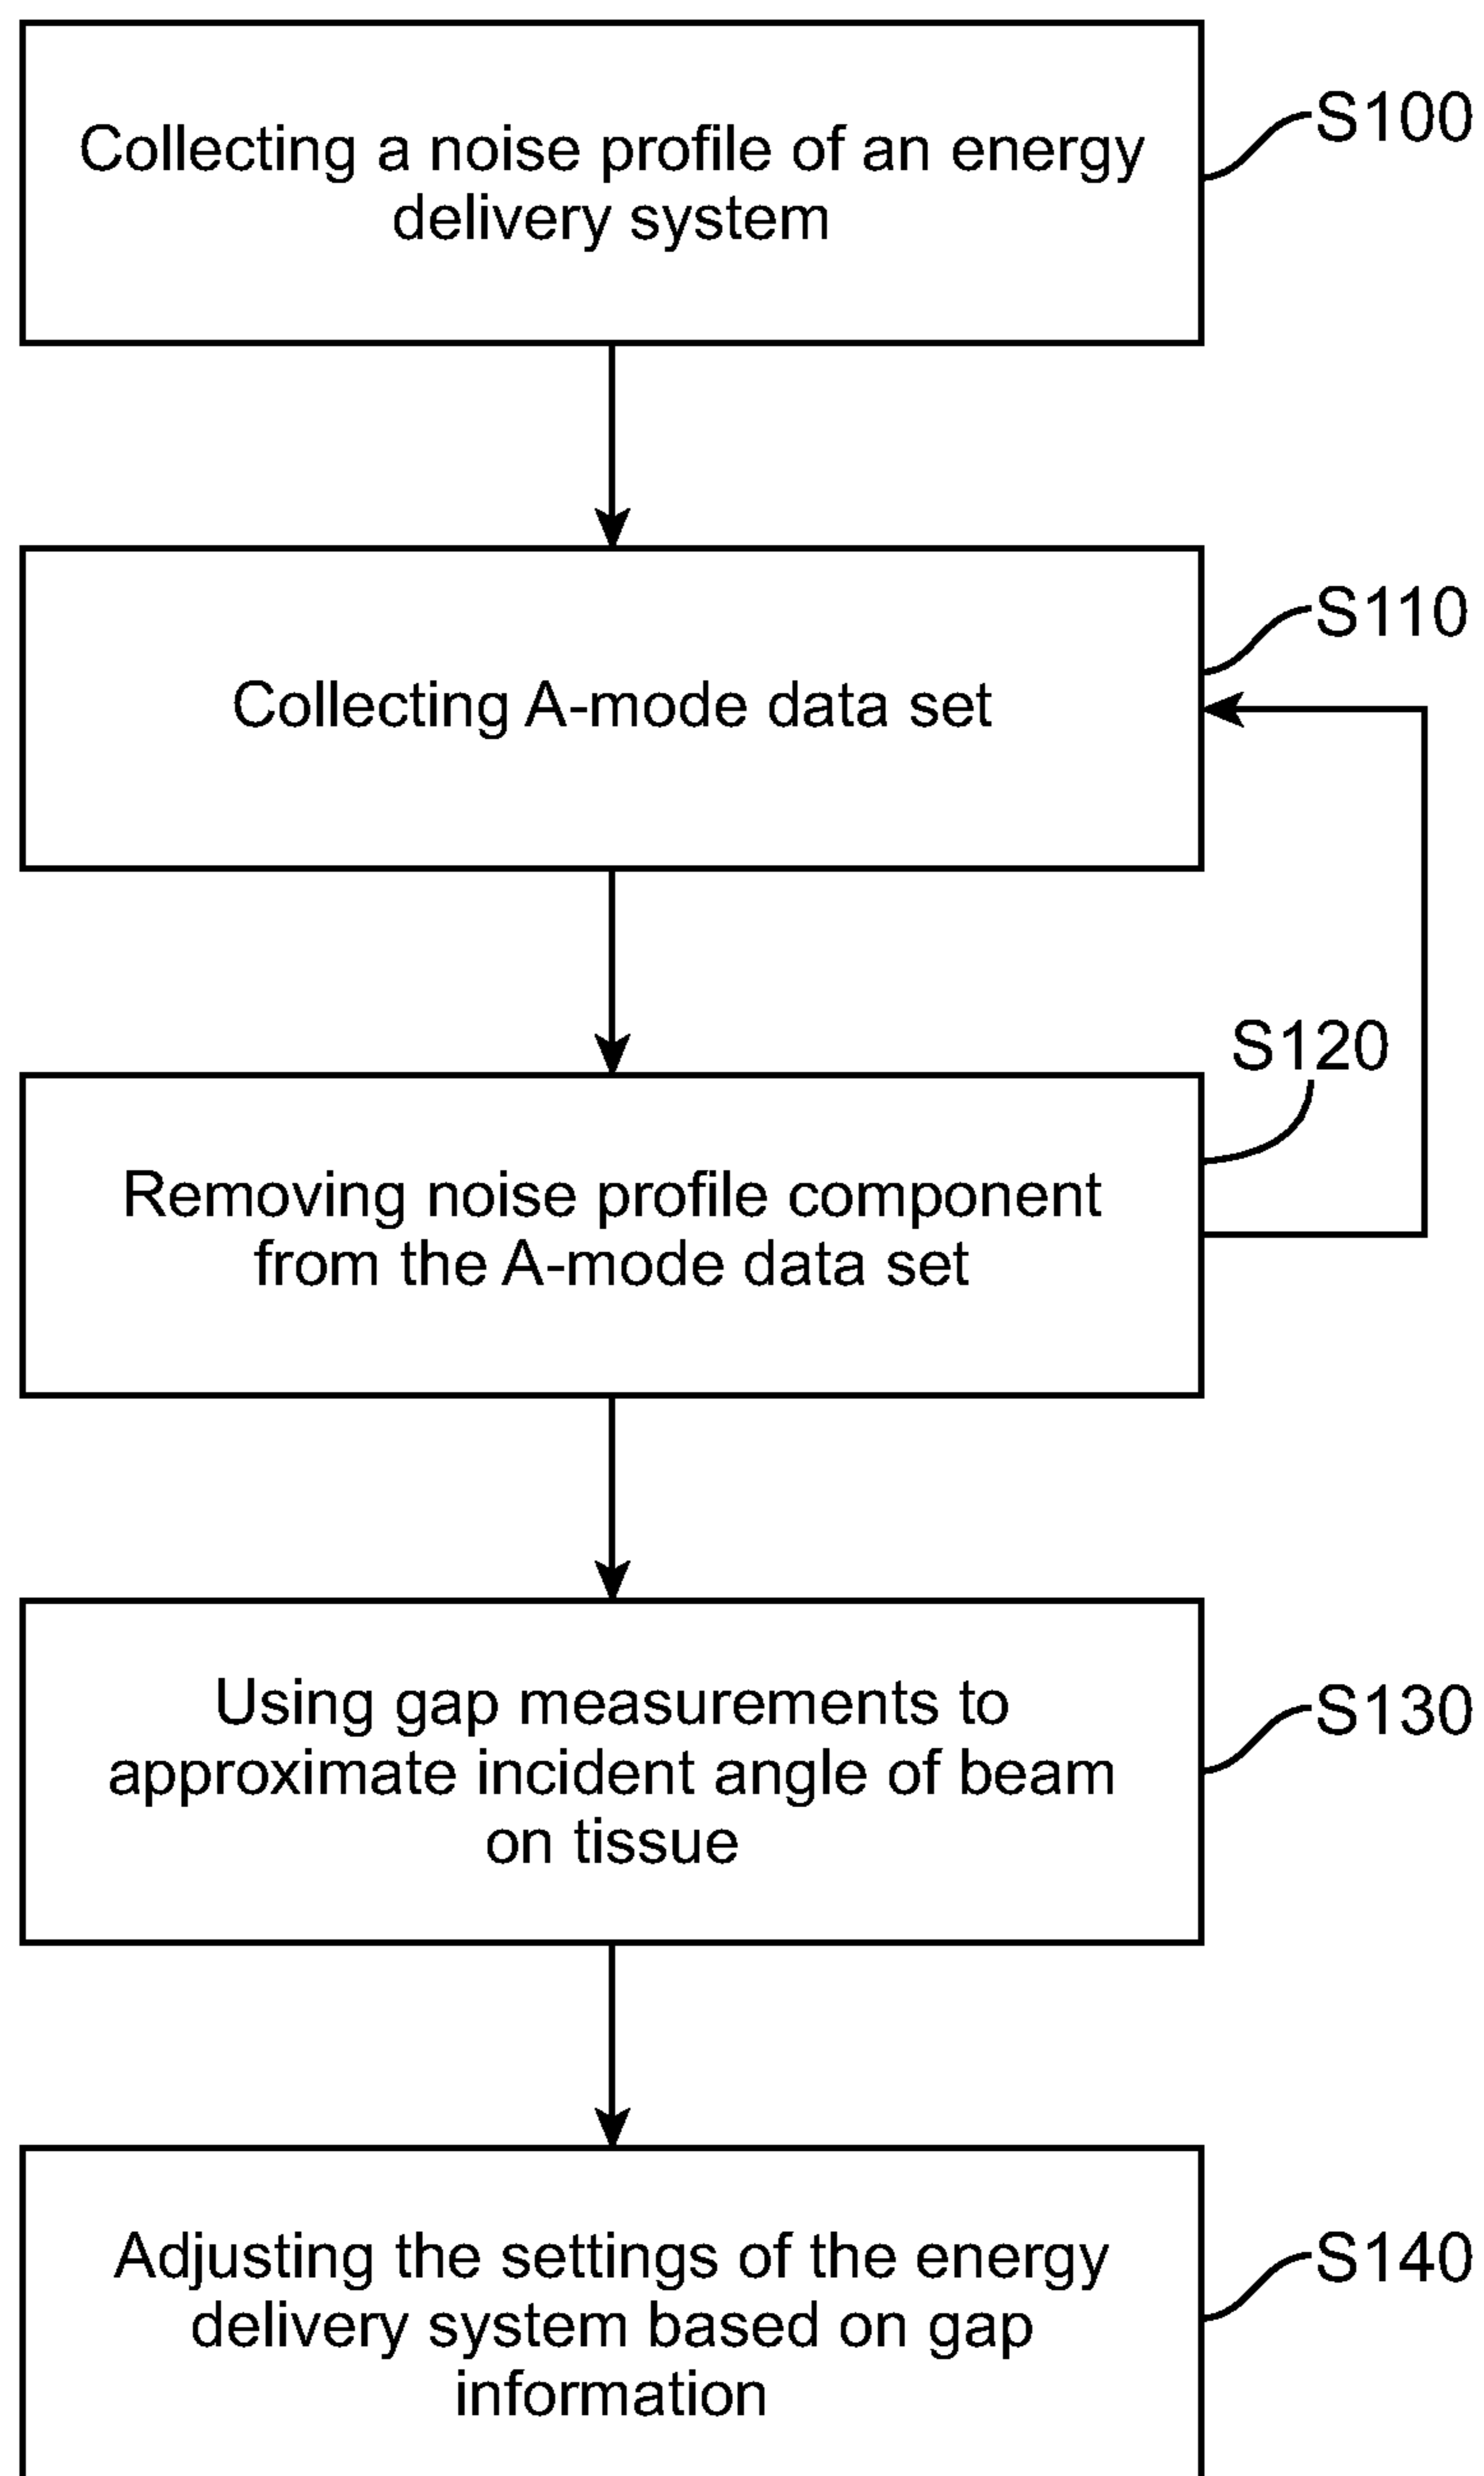 Collecting a noise profile of an energy
delivery system
S100
Collecting A-mode data set
S110
Removing noise profile component
from the A-mode data set
S120
Using gap measurements to
approximate incident angle of beam
on tissue
S130
Adjusting the settings of the energy
delivery system based on gap
information
S140